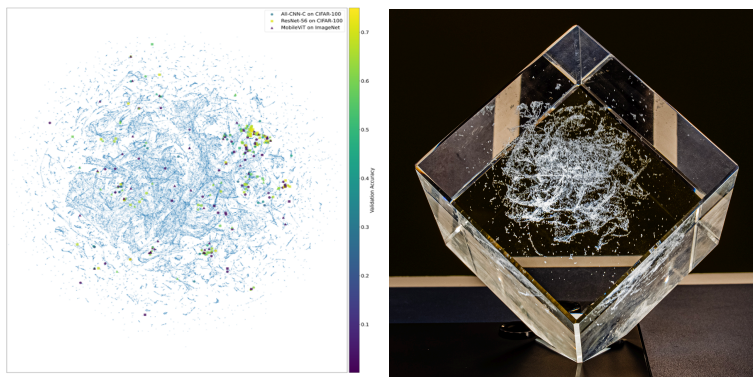 All-CNN-C on CIFAR-100
ResNet-56 on CIFAR-100
MobileViT on ImageNet
0.7
0.6
0.5
0.4
0.3
0.2
0.1
Validation Accuracy